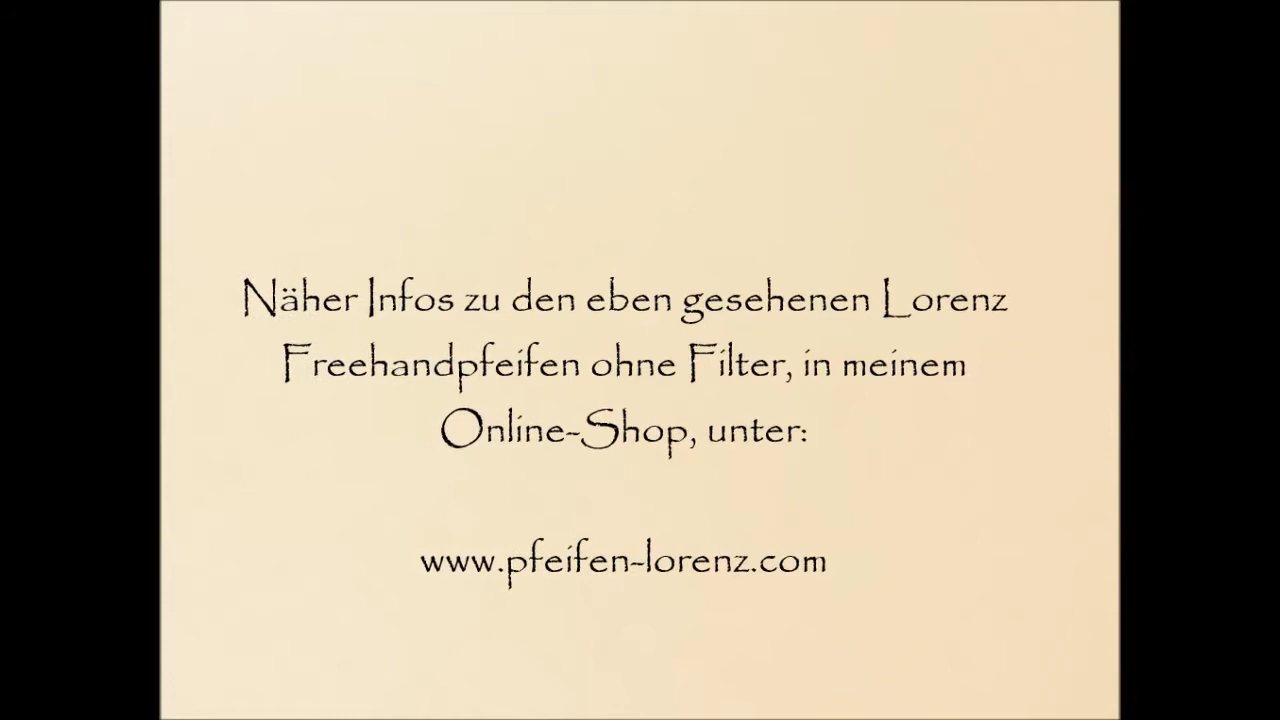 Näher Infos zu den eben gesehenen Lorenz
Freehandpfeifen ohne Filter, in meinem
Online-Shop, unter:
www.pfeifen-lorenz.com